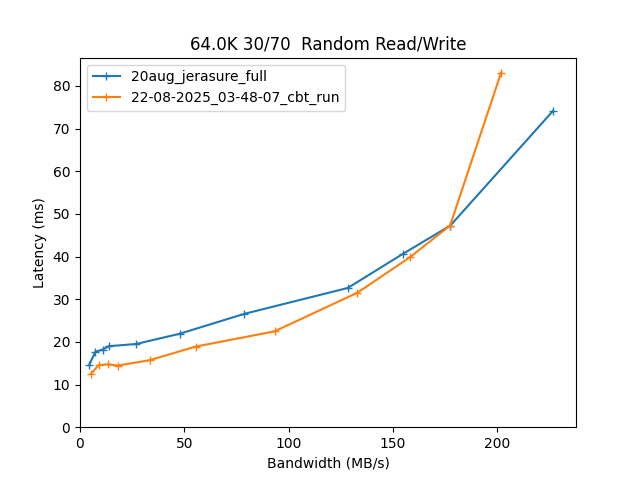 64.0K 30/70  Random Read/Write
20aug_jerasure_full
22-08-2025_03-48-07_cbt_run
Latency (ms)
80
70
60
50
40
30
20
10
0
0 50 100 150 200
Bandwidth (MB/s)